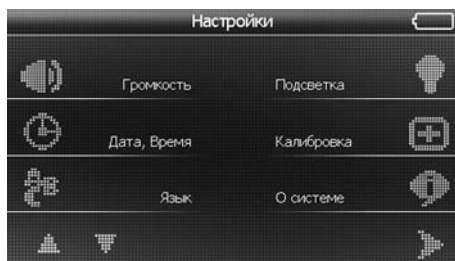 Настройки
Громкость
Подсветка
Дата, Время
Калибровка
Язык
О системе